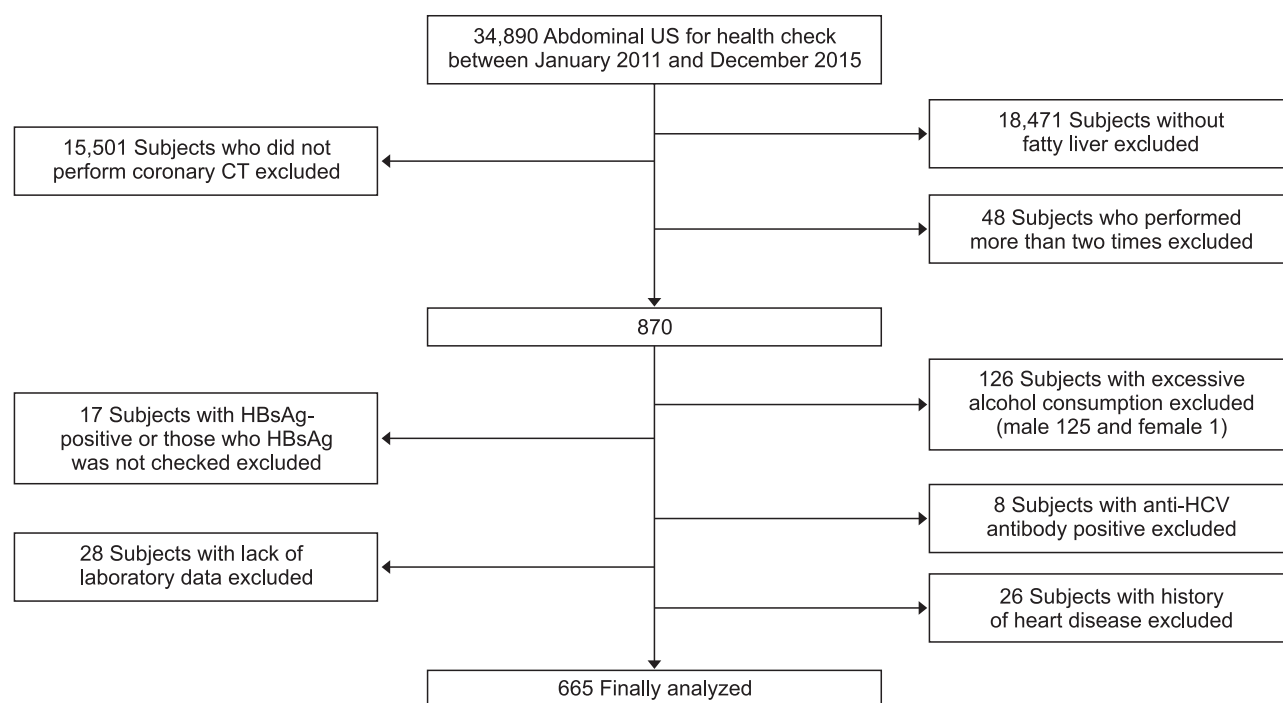 34,890 Abdominal US for health check
between January 2011 and December 2015
18,471 Subjects without
fatty liver excluded
15,501 Subjects who did not
perform coronary CT excluded
48 Subjects who performed
more than two times excluded
870
126 Subjects with excessive
alcohol consumption excluded
(male 125 and female 1)
17 Subjects with HBsAg-
positive or those who HBsAg
was not checked excluded
8 Subjects with anti-HCV
antibody positive excluded
28 Subjects with lack of
laboratory data excluded
26 Subjects with history
of heart disease excluded
665 Finally analyzed